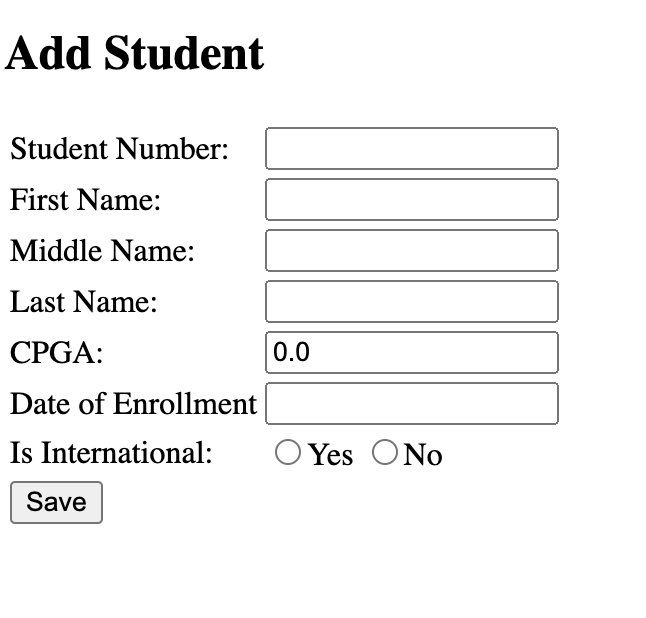 Add Student
Student Number:
First Name:
Middle Name:
Last Name:
CPGA: 0.0
Date of Enrollment
Is International: Yes No
Save